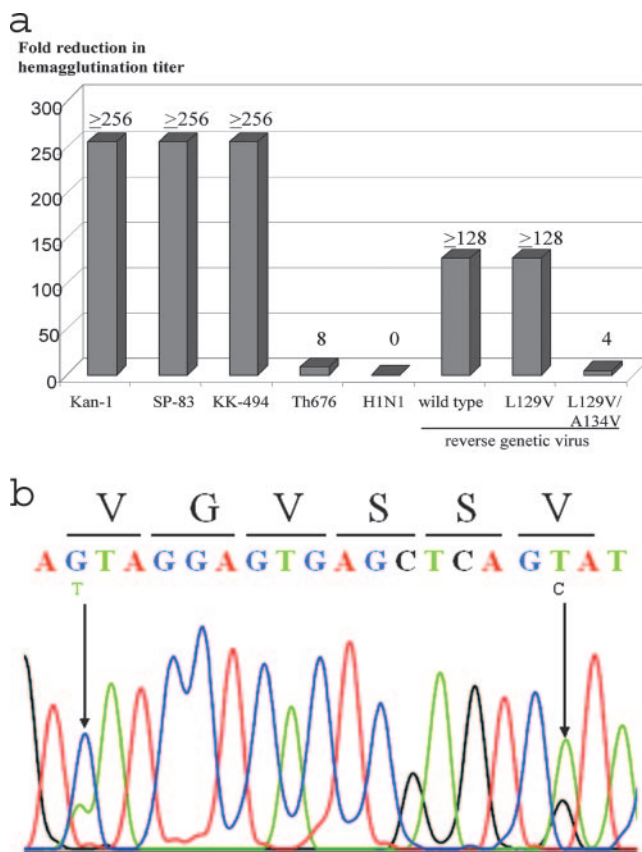 a
Fold reduction in
hemagglutination titer
300
250
200
150
100
50
0
≥256 ≥256 ≥256 8 0 ≥128 ≥128 4
Kan-1 SP-83 KK-494 Th676 H1N1 wild type L129V L129V/
A134V
reverse genetic virus
b
V G V S S V
A G T A G G A G T G A G C T C A G T A T
T C